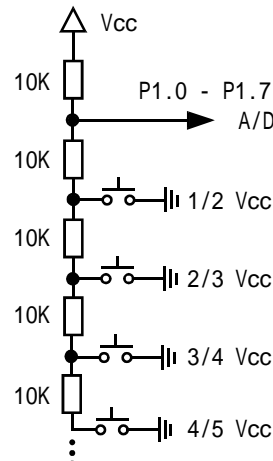 Vcc
10K
P1.0 - P1.7
A/D
10K
1/2 Vcc
10K
2/3 Vcc
10K
3/4 Vcc
10K
4/5 Vcc